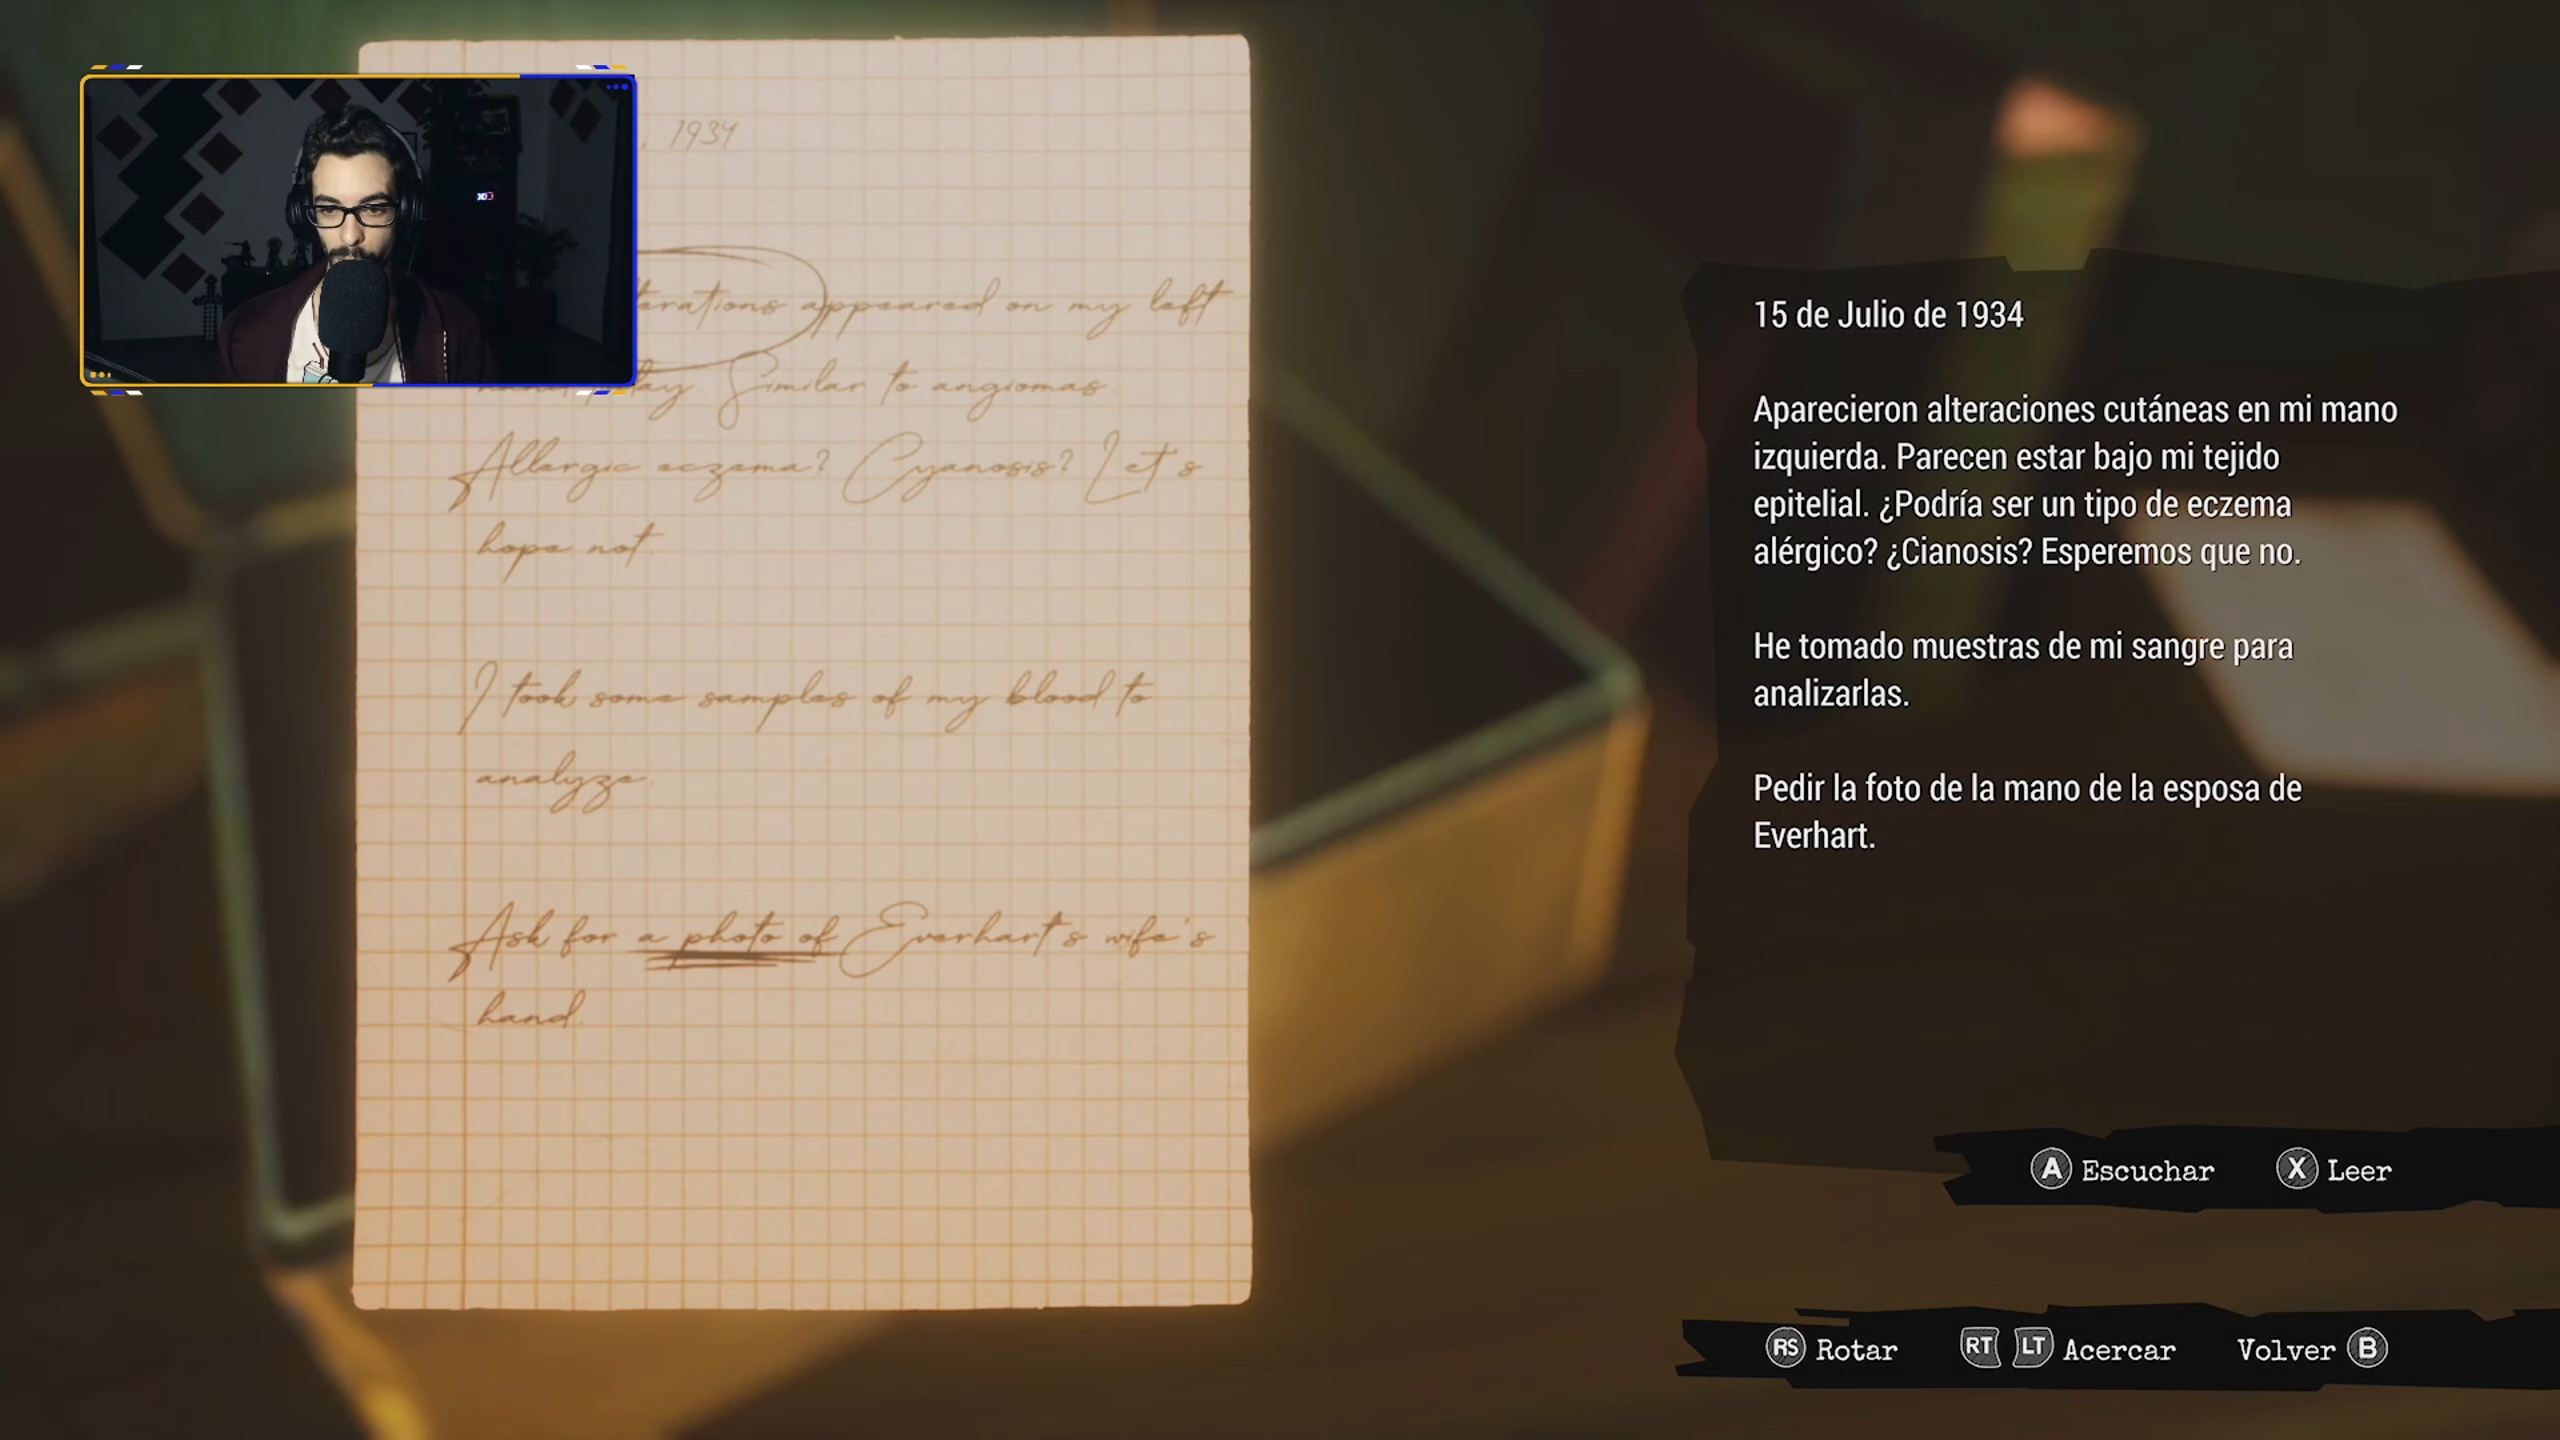 , 1934
terations appeared on my left
tay. Similar to angiomas.
Allergic eczema? Cyanosis? Let's
hope not.
I took some samples of my blood to
analyze.
Ask for a photo of Everhart's wife's
hand.
15 de Julio de 1934
Aparecieron alteraciones cutáneas en mi mano
izquierda. Parecen estar bajo mi tejido
epitelial. ¿Podría ser un tipo de eczema
alérgico? ¿Cianosis? Esperemos que no.
He tomado muestras de mi sangre para
analizarlas.
Pedir la foto de la mano de la esposa de
Everhart.
A Escuchar X Leer
RS Rotar RT LT Acercar Volver B